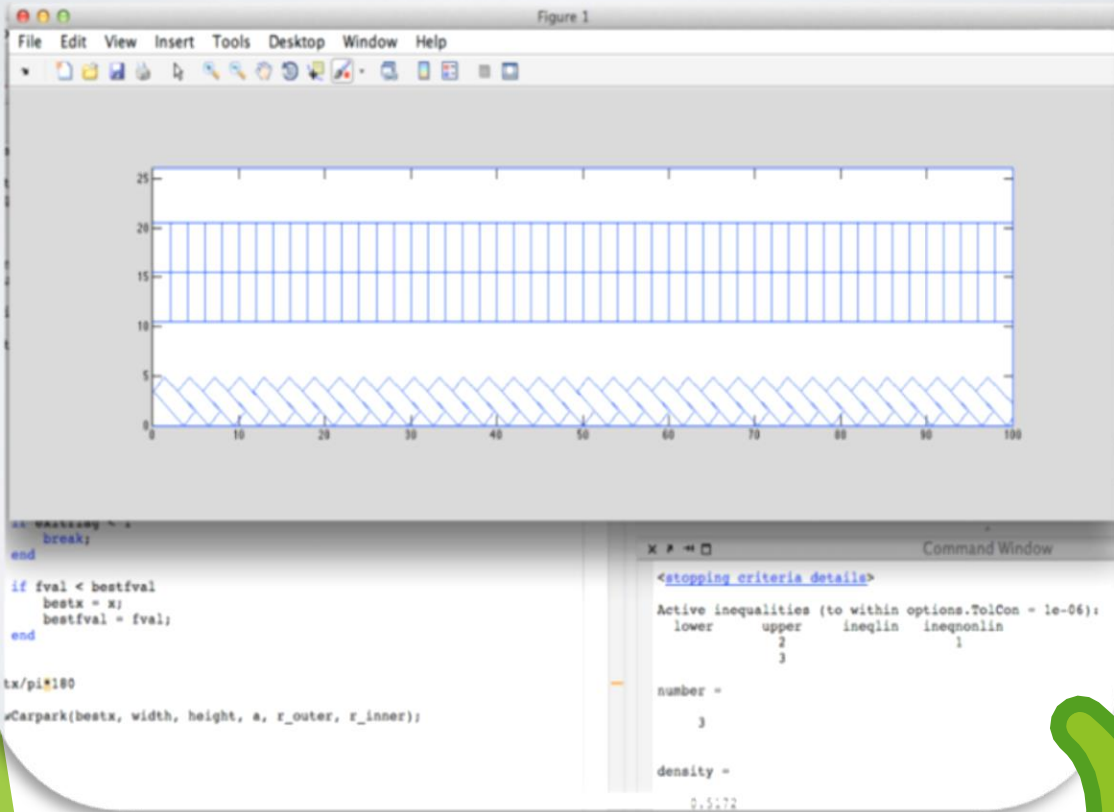 Figure 1
File Edit View Insert Tools Desktop Window Help
25
20
15
10
5
0
0 10 20 30 40 50 60 70 80 90 100
break;
end
if fval < bestfval
bestx = x;
bestfval = fval;
end
tx/pi*180
wCarpark(bestx, width, height, a, r_outer, r_inner);
Command Window
<stopping criteria details>
Active inequalities (to within options.TolCon = 1e-06):
lower upper ineqlin ineqnonlin
2 1
3
number =
3
density =
0.5172